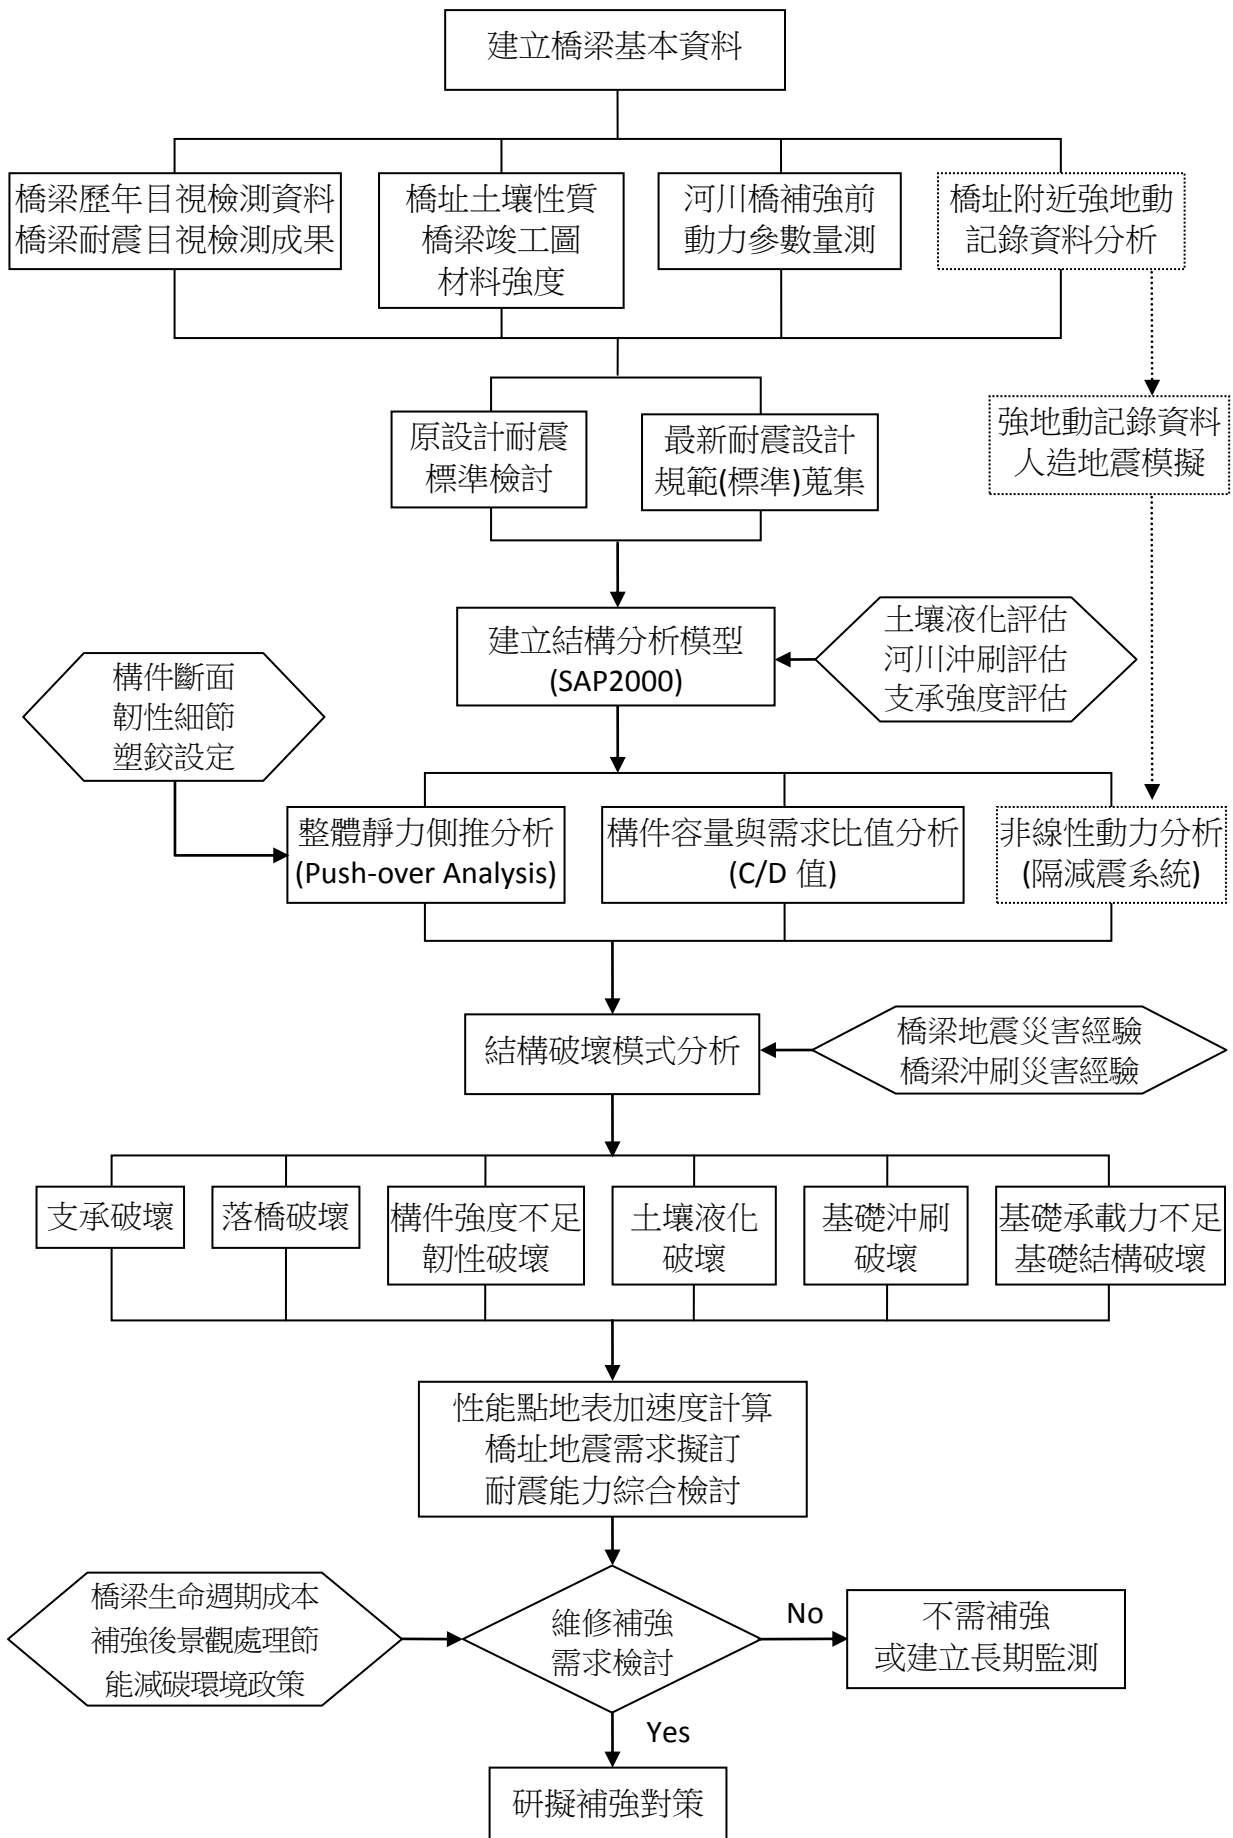 建立橋梁基本資料
橋梁歷年目視檢測資料
橋梁耐震目視檢測成果
橋址土壤性質
橋梁竣工圖
材料強度
河川橋補強前
動力參數量測
橋址附近強地動
記錄資料分析
原設計耐震
標準檢討
最新耐震設計
規範(標準)蒐集
強地動記錄資料
人造地震模擬
建立結構分析模型
(SAP2000)
土壤液化評估
河川沖刷評估
支承強度評估
構件斷面
韌性細節
塑鉸設定
整體靜力側推分析
(Push-over Analysis)
構件容量與需求比值分析
(C/D 值)
非線性動力分析
(隔減震系統)
結構破壞模式分析
橋梁地震災害經驗
橋梁沖刷災害經驗
支承破壞
落橋破壞
構件強度不足
韌性破壞
土壤液化
破壞
基礎沖刷
破壞
基礎承載力不足
基礎結構破壞
性能點地表加速度計算
橋址地震需求擬訂
耐震能力綜合檢討
橋梁生命週期成本
補強後景觀處理節
能減碳環境政策
維修補強
需求檢討
No
不需補強
或建立長期監測
Yes
研擬補強對策